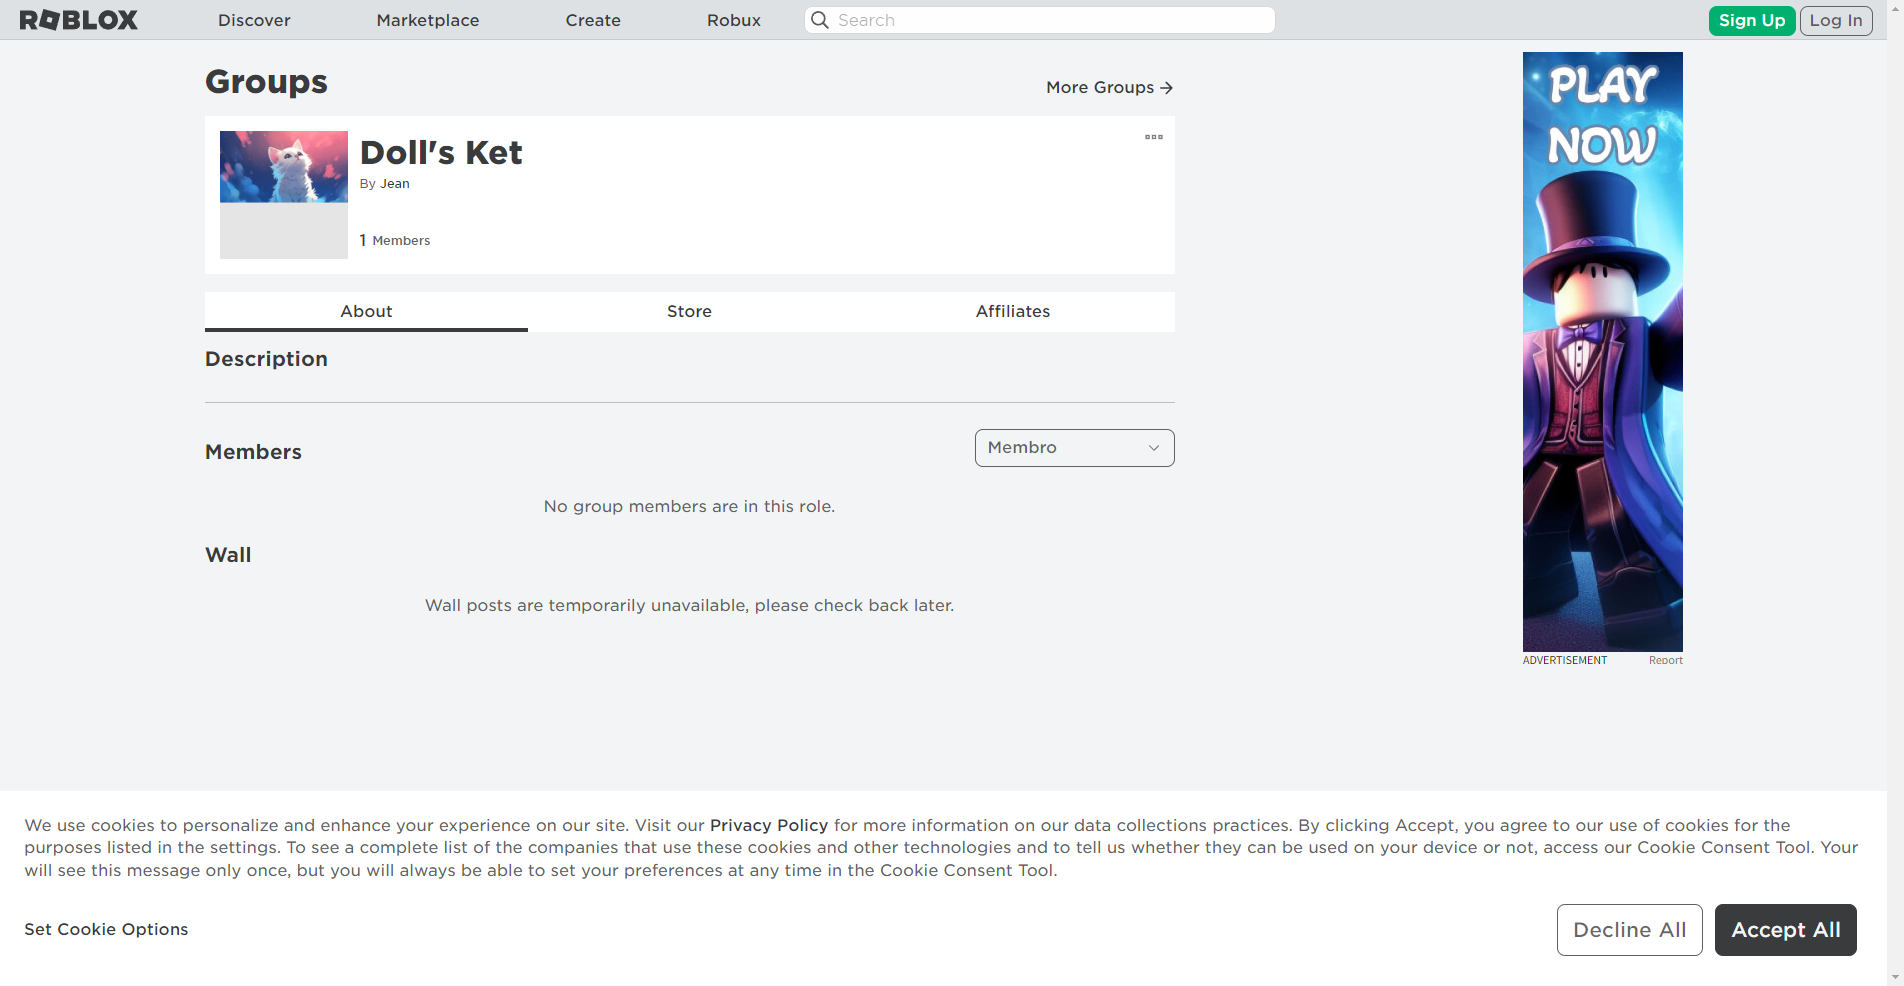 ROBLOX Discover Marketplace Create Robux Search Sign Up Log In
Groups
More Groups
Doll's Ket
By Jean
1 Members
About Store Affiliates
Description
Members
Membro
No group members are in this role.
Wall
Wall posts are temporarily unavailable, please check back later.
PLAY
NOW
ADVERTISEMENT Report
We use cookies to personalize and enhance your experience on our site. Visit our Privacy Policy for more information on our data collections practices. By clicking Accept, you agree to our use of cookies for the
purposes listed in the settings. To see a complete list of the companies that use these cookies and other technologies and to tell us whether they can be used on your device or not, access our Cookie Consent Tool. Your
will see this message only once, but you will always be able to set your preferences at any time in the Cookie Consent Tool.
Set Cookie Options
Decline All
Accept All